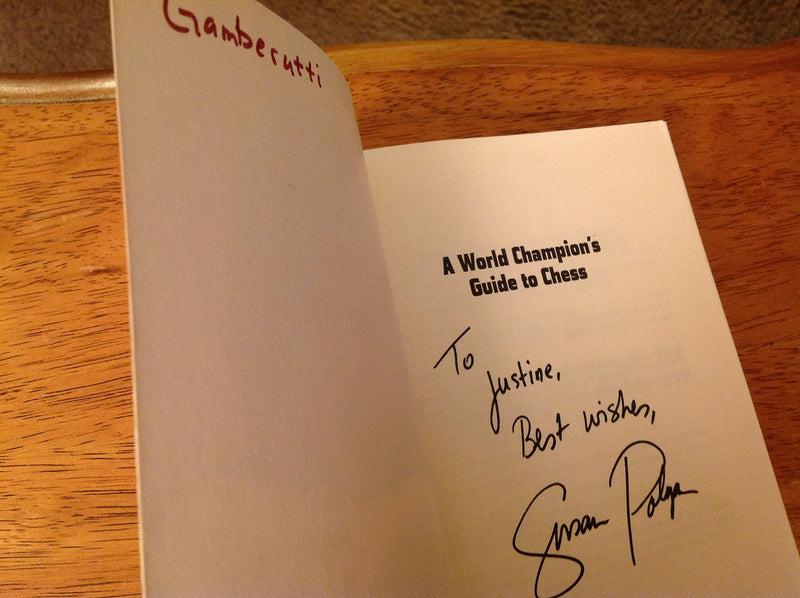 Gamberutti
A World Champion's
Guide to Chess
To
Justine,
Best wishes,
Susan Polgar